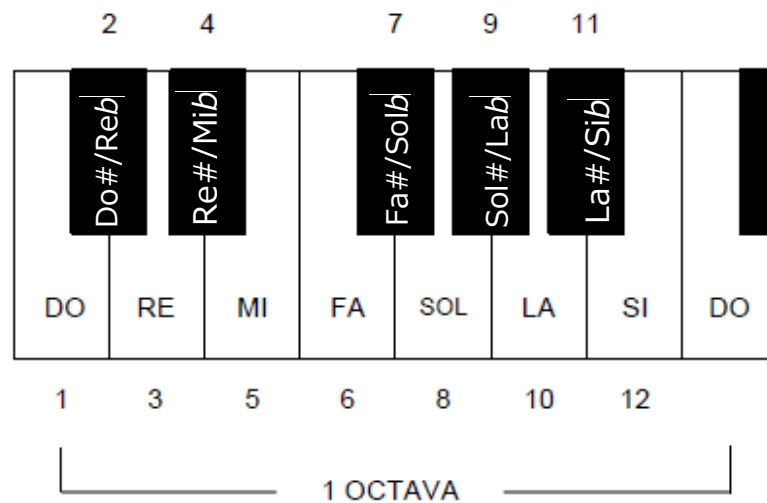 2 4 7 9 11
Do#/Reb
Re#/Mib
Fa#/Solb
Sol#/Lab
La#/Sib
DO RE MI FA SOL LA SI DO
1 3 5 6 8 10 12
1 OCTAVA